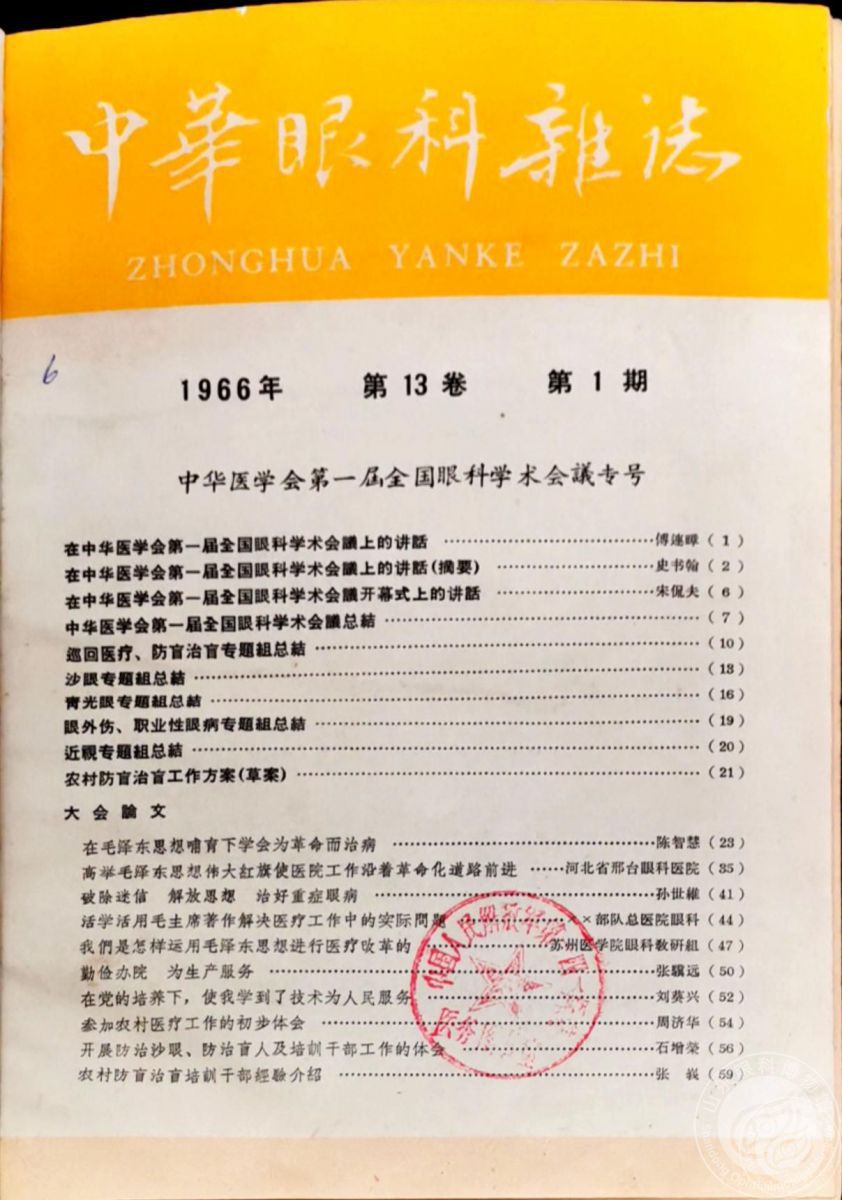 中華眼科雜誌
ZHONGHUA YANKE ZAZHI
6
1966年 第13卷 第1期
中华医学会第一届全国眼科学术会議专号
在中华医学会第一届全国眼科学术会議上的讲話 ……… 傅連暲（1）
在中华医学会第一届全国眼科学术会議上的讲話(摘要) ……… 史书翰（2）
在中华医学会第一届全国眼科学术会議开幕式上的讲話 ……… 宋侃夫（6）
中华医学会第一届全国眼科学术会議总結 ……… （7）
巡回医疗、防盲治盲专题組总結 ……… （10）
沙眼专题組总結 ……… （13）
青光眼专题組总結 ……… （16）
眼外伤、职业性眼病专题組总結 ……… （19）
近視专题組总結 ……… （20）
农村防盲治盲工作方案(草案) ……… （21）
大会論文
在毛泽东思想哺育下学会为革命而治病 ……… 陈智慧（23）
高举毛泽东思想伟大紅旗使医院工作沿着革命化道路前进 ……… 河北省邢台眼科医院（35）
破除迷信 解放思想 治好重症眼病 ……… 孙世維（41）
活学活用毛主席著作解决医疗工作中的实际問題 ……… ××部队总医院眼科（44）
我們是怎样运用毛泽东思想进行医疗改革的 ……… 苏州医学院眼科敎研組（47）
勤俭办院 为生产服务 ……… 张驥远（50）
在党的培养下，使我学到了技术为人民服务 ……… 刘葵兴（52）
参加农村医疗工作的初步体会 ……… 周济华（54）
开展防治沙眼、防治盲人及培訓干部工作的体会 ……… 石增榮（56）
农村防盲治盲培訓干部經驗介紹 ……… 张（59）
中国人民解放军第